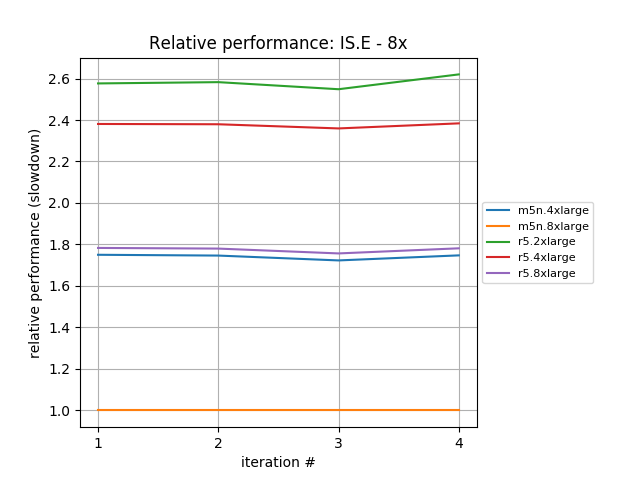 Relative performance: IS.E - 8x
relative performance (slowdown)
2.6
2.4
2.2
2.0
1.8
1.6
1.4
1.2
1.0
1 2 3 4
iteration #
m5n.4xlarge
m5n.8xlarge
r5.2xlarge
r5.4xlarge
r5.8xlarge